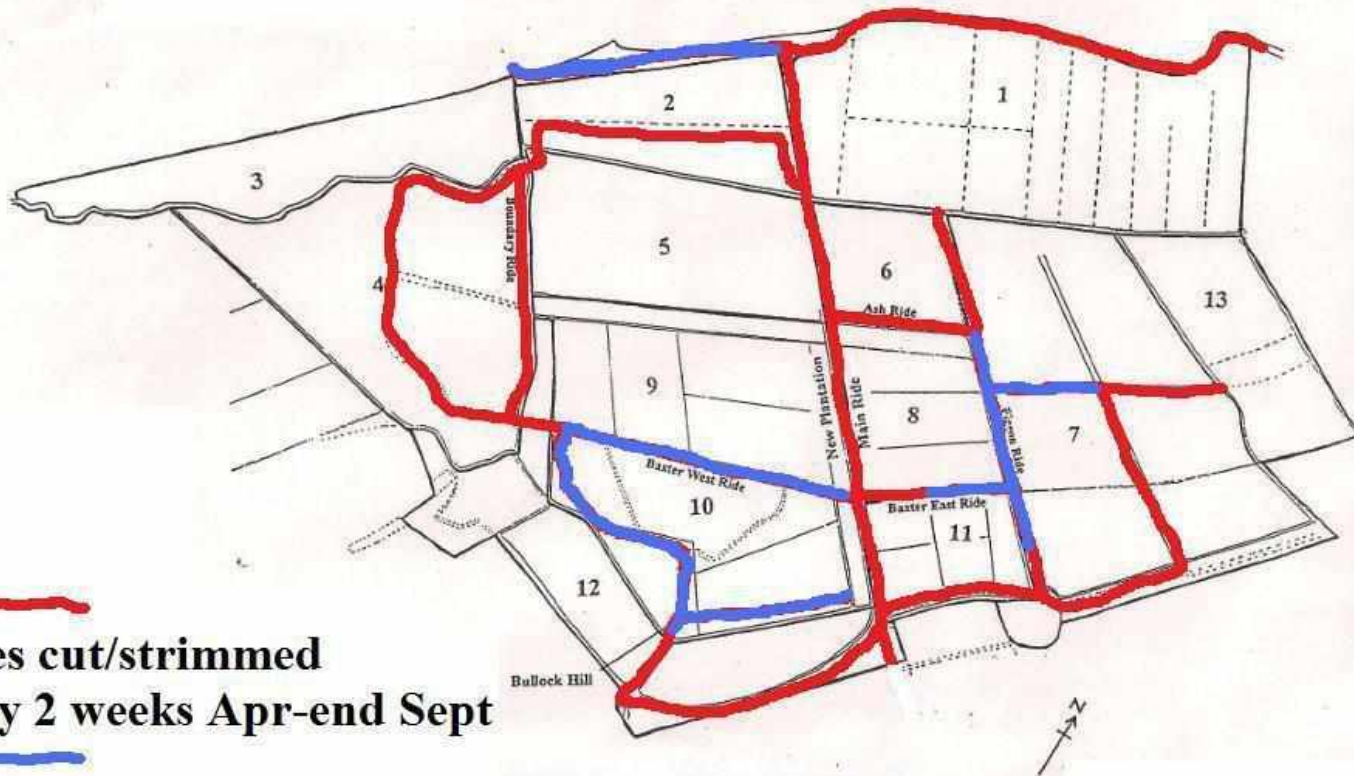 1
2
3
4
5
6
7
8
9
10
11
12
13
Boundary Ride
Ash Ride
New Plantation
Main Ride
Baxter West Ride
Baxter East Ride
Bullock Hill
es cut/strimmed
y 2 weeks Apr-end Sept
N